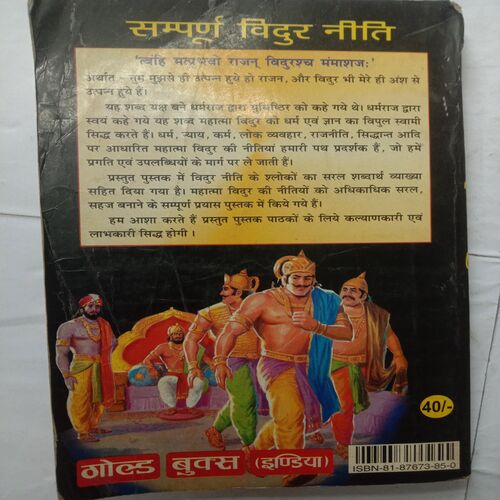 सम्पूर्ण विदुर नीति
'त्वंहि मत्प्रभवो राजन् विदुरश्च मंमाशजः'
अर्थात - तुम मुझसे ही उत्पन्न हुये हो राजन, और विदुर भी मेरे ही अंश से
उत्पन्न हुए है।
यह शब्द यक्ष बने धर्मराज द्वारा युधिष्ठिर को कहे गये थे। धर्मराज द्वारा
स्वयं कहे गये यह शब्द महात्मा विदुर को धर्म एवं ज्ञान का विपुल स्वामी
सिद्ध करते हैं। धर्म, न्याय, कर्म, लोक व्यवहार, राजनीति, सिद्धान्त आदि
पर आधारित महात्मा विदुर की नीतियां हमारी पथ प्रदर्शक हैं, जो हमें
प्रगति एवं उपलब्धियों के मार्ग पर ले जाती हैं।
प्रस्तुत पुस्तक में विदुर नीति के श्लोकों का सरल शब्दार्थ व्याख्या
सहित दिया गया है। महात्मा विदुर की नीतियों को अधिकाधिक सरल,
सहज बनाने के सम्पूर्ण प्रयास पुस्तक में किये गये हैं।
हम आशा करते हैं प्रस्तुत पुस्तक पाठकों के लिये कल्याणकारी एवं
लाभकारी सिद्ध होगी।
40/-
गोल्ड बुक्स (इण्डिया)
ISBN-81-87673-85-0